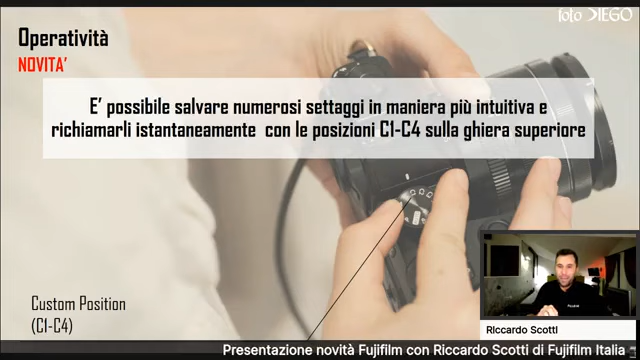 foto DIEGO
Operatività
NOVITA'
E' possibile salvare numerosi settaggi in maniera più intuitiva e
richiamarli istantaneamente con le posizioni C1-C4 sulla ghiera superiore
Custom Position
(C1-C4)
Riccardo Scotti
Presentazione novità Fujifilm con Riccardo Scotti di Fujifilm Italia